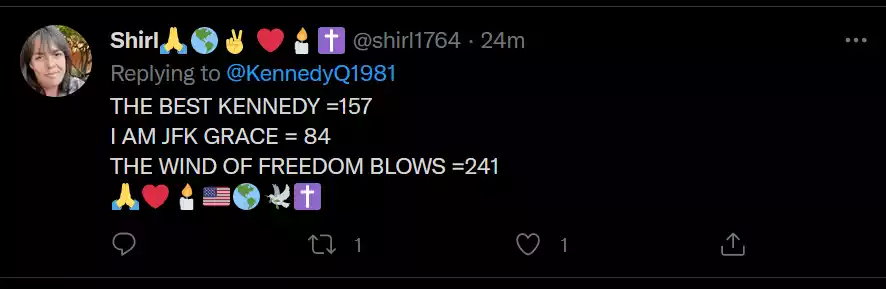 Shirl🙏🌎✌️ ❤️🕯️✝️ @shirl1764 · 24m
Replying to @KennedyQ1981
THE BEST KENNEDY =157
I AM JFK GRACE = 84
THE WIND OF FREEDOM BLOWS =241
🙏❤️🕯️🇺🇸🌎🕊️✝️
1 1